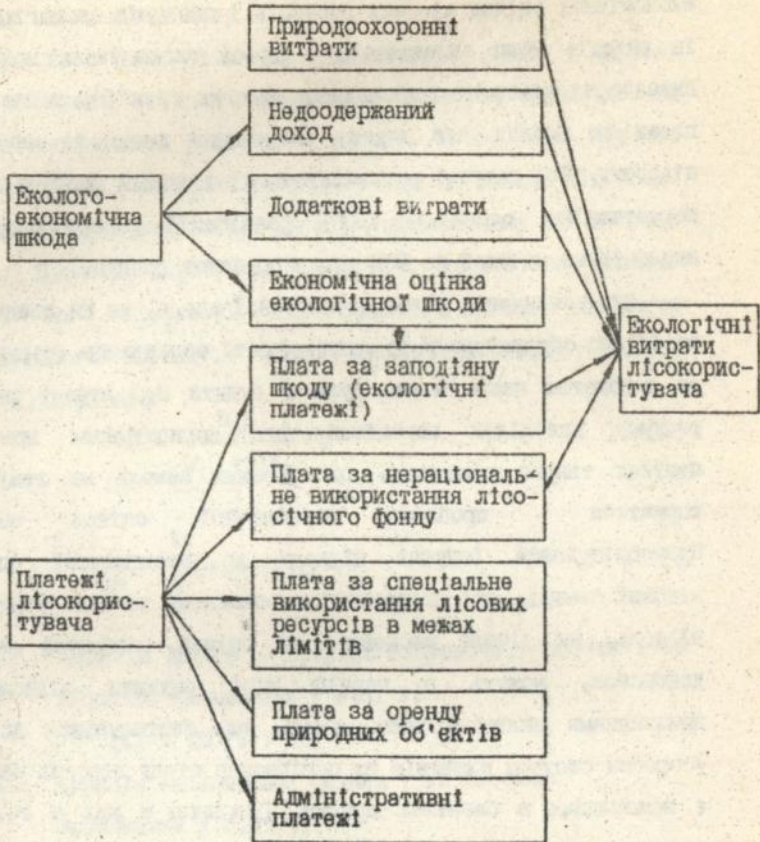 Природоохоронні
витрати
Недоодержаний
доход
Еколого-
економічна
шкода
Додаткові витрати
Економічна оцінка
екологічної шкоди
Екологічні
витрати
лісокорис-
тувача
Плата за заподіяну
шкоду (екологічні
платежі)
Плата за нераціональ-
не використання лісо-
січного фонду
Платежі
лісокорис-
тувача
Плата за спеціальне
використання лісових
ресурсів в межах
лімітів
Плата за оренду
природних об'єктів
Адміністративні
платежі